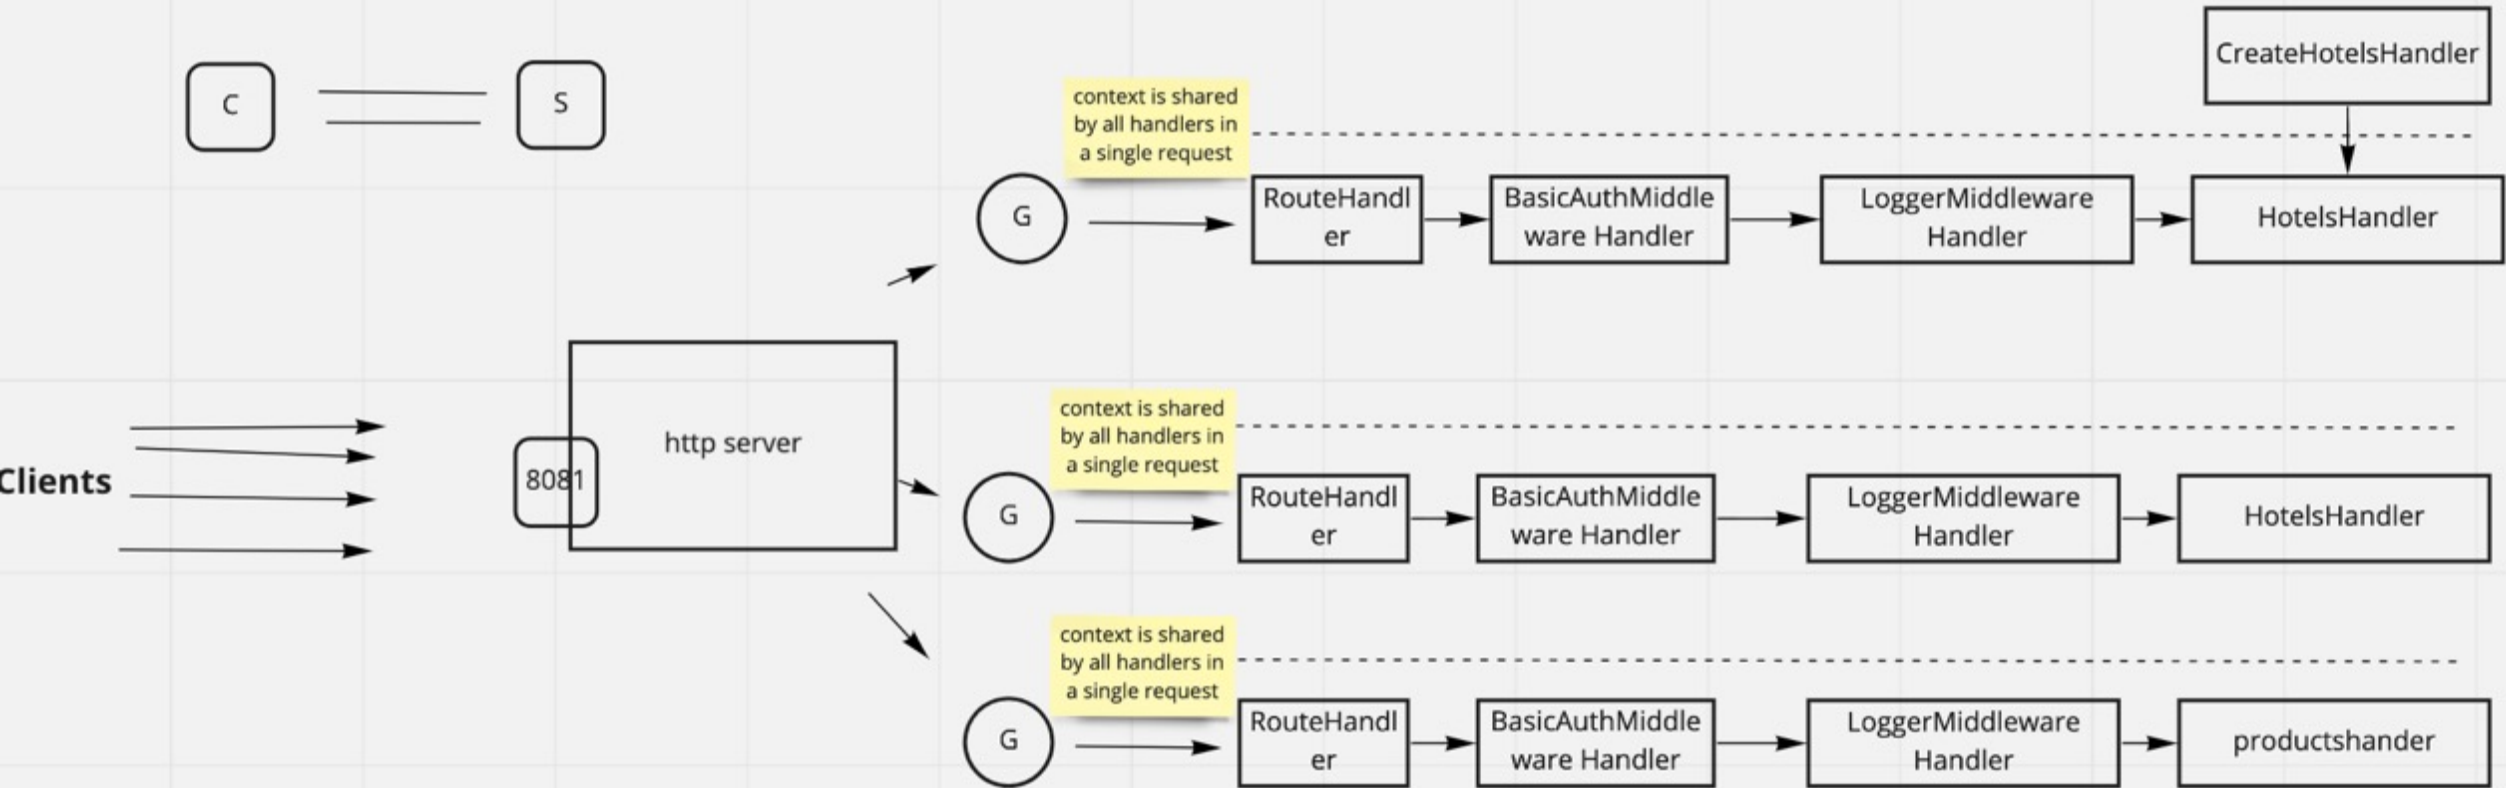 CreateHotelsHandler
C
S
context is shared
by all handlers in
a single request
G
RouteHandl
er
BasicAuthMiddle
ware Handler
LoggerMiddleware
Handler
HotelsHandler
Clients
8081
http server
context is shared
by all handlers in
a single request
G
RouteHandl
er
BasicAuthMiddle
ware Handler
LoggerMiddleware
Handler
HotelsHandler
context is shared
by all handlers in
a single request
G
RouteHandl
er
BasicAuthMiddle
ware Handler
LoggerMiddleware
Handler
productshander